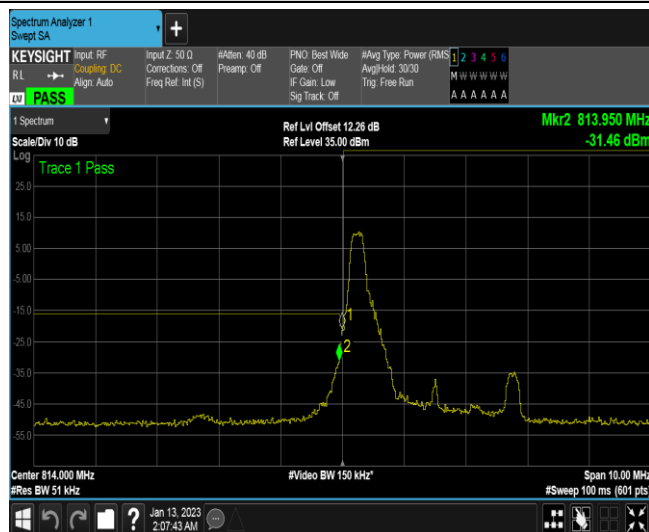 Spectrum Analyzer 1
Swept SA
+
KEYSIGHT
RL
LXI PASS
Input: RF
Coupling: DC
Align: Auto
Input Z: 50 Ω
Corrections: Off
Freq Ref: Int (S)
#Atten: 40 dB
Preamp: Off
PNO: Best Wide
Gate: Off
IF Gain: Low
Sig Track: Off
#Avg Type: Power (RMS
Avg|Hold: 30/30
Trig: Free Run
1 2 3 4 5 6
M W W W W W
A A A A A A
1 Spectrum
Scale/Div 10 dB
Ref Lvl Offset 12.26 dB
Ref Level 35.00 dBm
Mkr2 813.950 MHz
-31.46 dBm
Log
Trace 1 Pass
25.0
15.0
5.00
-5.00
-15.0
-25.0
-35.0
-45.0
-55.0
1
2
Center 814.000 MHz
#Res BW 51 kHz
#Video BW 150 kHz*
Span 10.00 MHz
#Sweep 100 ms (601 pts)
?
Jan 13, 2023
2:07:43 AM